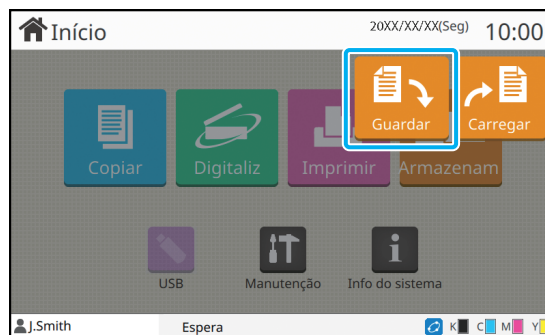 Início
20XX/XX/XX(Seg) 10:00
Guardar Carregar
Copiar Digitaliz Imprimir Armazenam
USB Manutenção Info do sistema
J.Smith Espera K C M Y